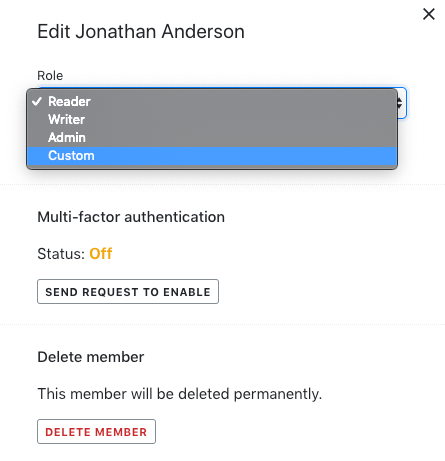 Edit Jonathan Anderson
Role
Reader
Writer
Admin
Custom
Multi-factor authentication
Status: Off
SEND REQUEST TO ENABLE
Delete member
This member will be deleted permanently.
DELETE MEMBER